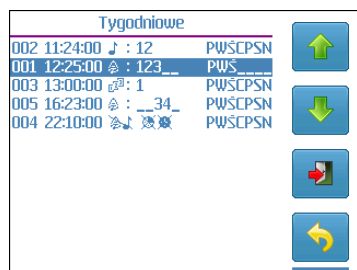 Tygodniowe
002 11:24:00 : 12 PWŚCPSN
001 12:25:00 : 123__ PWŚ____
003 13:00:00 : 1 PWŚCPSN
005 16:23:00 : __34_ PWŚCPSN
004 22:10:00 PWŚCPSN